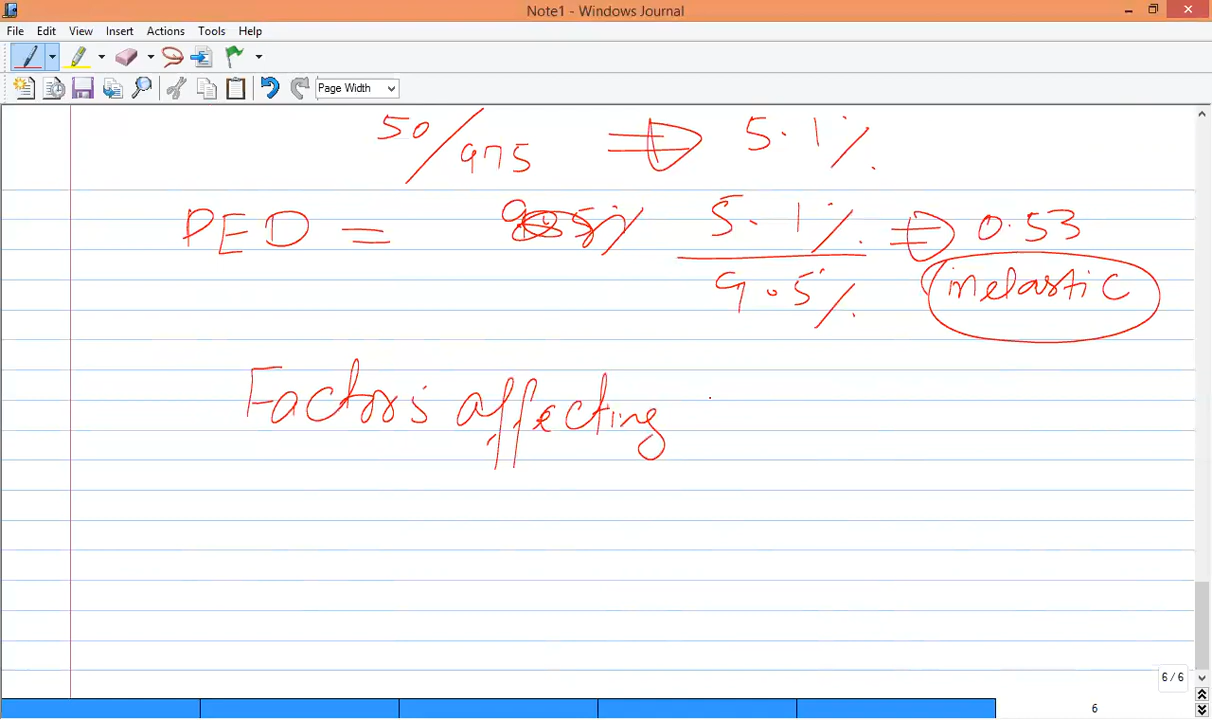 Note1 - Windows Journal
File Edit View Insert Actions Tools Help
Page Width
50/975 ⇒ 5.1%.
PED = 5.1%. ⇒ 0.53
9.5%. inelastic
Factors affecting
6 / 6
6